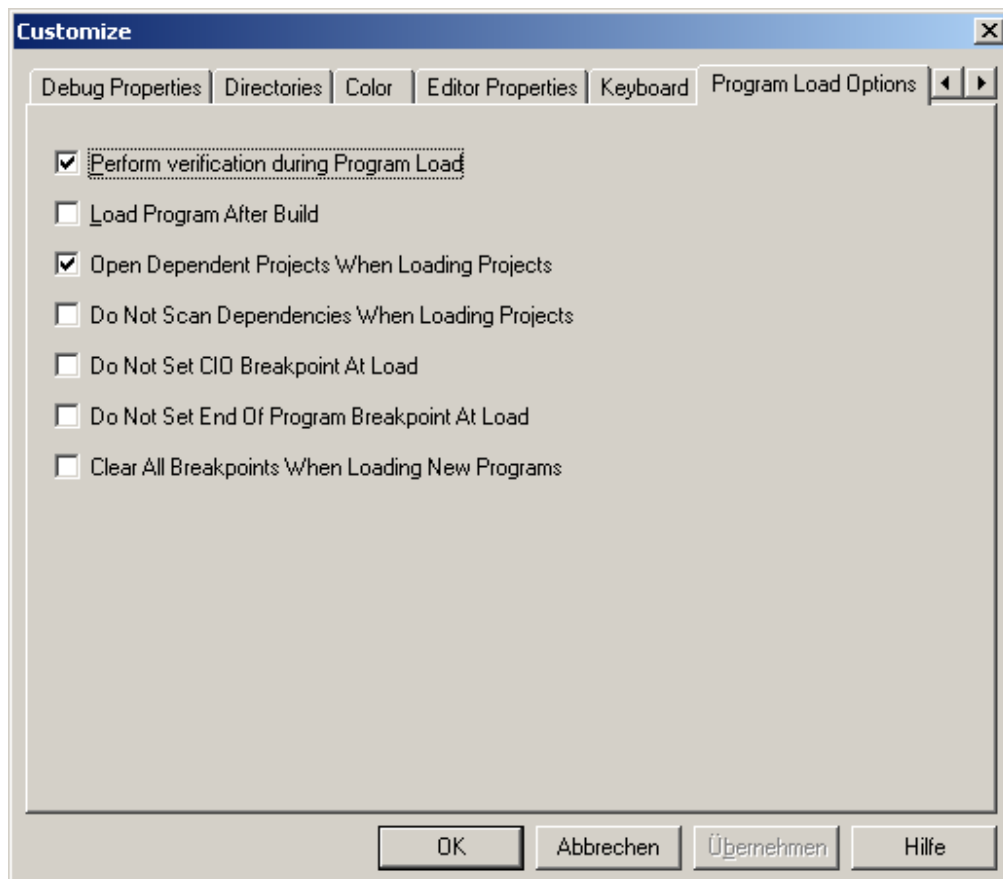 Customize
Debug Properties Directories Color Editor Properties Keyboard Program Load Options
Perform verification during Program Load
Load Program After Build
Open Dependent Projects When Loading Projects
Do Not Scan Dependencies When Loading Projects
Do Not Set CIO Breakpoint At Load
Do Not Set End Of Program Breakpoint At Load
Clear All Breakpoints When Loading New Programs
OK Abbrechen Übernehmen Hilfe